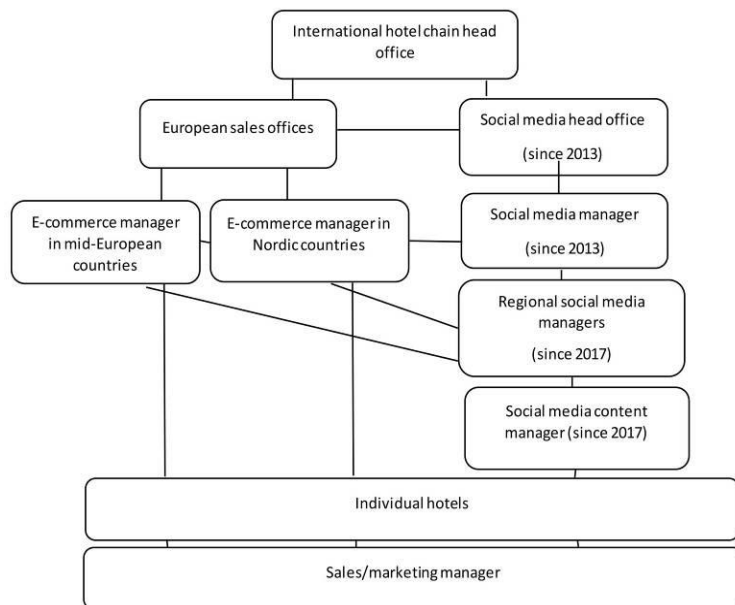 International hotel chain head
office
European sales offices
Social media head office
(since 2013)
E-commerce manager
in mid-European
countries
E-commerce manager in
Nordic countries
Social media manager
(since 2013)
Regional social media
managers
(since 2017)
Social media content
manager (since 2017)
Individual hotels
Sales/marketing manager